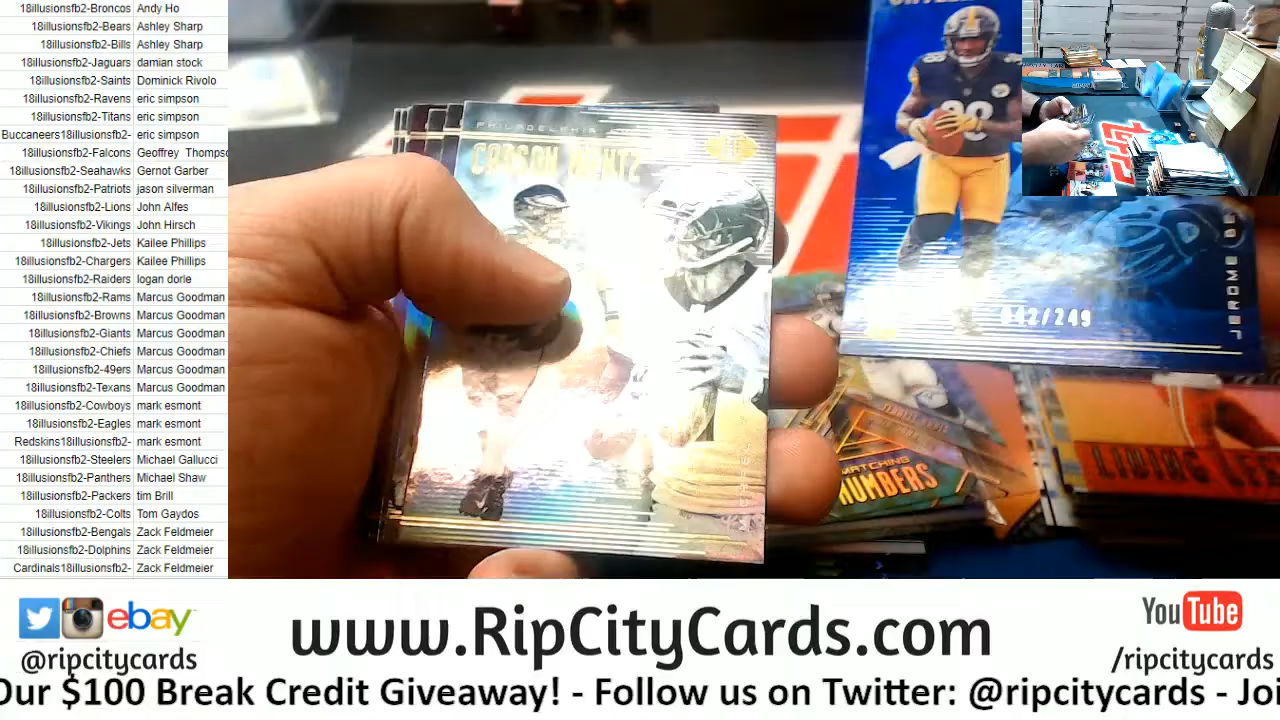 18illusionsfb2-Broncos Andy Ho
18illusionsfb2-Bears Ashley Sharp
18illusionsfb2-Bills Ashley Sharp
18illusionsfb2-Jaguars damian stock
18illusionsfb2-Saints Dominick Rivolo
18illusionsfb2-Ravens eric simpson
18illusionsfb2-Titans eric simpson
Buccaneers18illusionsfb2- eric simpson
18illusionsfb2-Falcons Geoffrey Thompsc
18illusionsfb2-Seahawks Gernot Garber
18illusionsfb2-Patriots jason silverman
18illusionsfb2-Lions John Alfes
18illusionsfb2-Vikings John Hirsch
18illusionsfb2-Jets Kailee Phillips
18illusionsfb2-Chargers Kailee Phillips
18illusionsfb2-Raiders logan dorle
18illusionsfb2-Rams Marcus Goodman
18illusionsfb2-Browns Marcus Goodman
18illusionsfb2-Giants Marcus Goodman
18illusionsfb2-Chiefs Marcus Goodman
18illusionsfb2-49ers Marcus Goodman
18illusionsfb2-Texans Marcus Goodman
18illusionsfb2-Cowboys mark esmont
18illusionsfb2-Eagles mark esmont
Redskins18illusionsfb2- mark esmont
18illusionsfb2-Steelers Michael Gallucci
18illusionsfb2-Panthers Michael Shaw
18illusionsfb2-Packers tim Brill
18illusionsfb2-Colts Tom Gaydos
18illusionsfb2-Bengals Zack Feldmeier
18illusionsfb2-Dolphins Zack Feldmeier
Cardinals18illusionsfb2- Zack Feldmeier
PHILADELPHIA
CARSON WENTZ
042/249
JEROME
MATCHING
NUMBERS
LIVING
ebay
@ripcitycards
www.RipCityCards.com
YouTube
/ripcitycards
Our $100 Break Credit Giveaway! - Follow us on Twitter: @ripcitycards - Joi